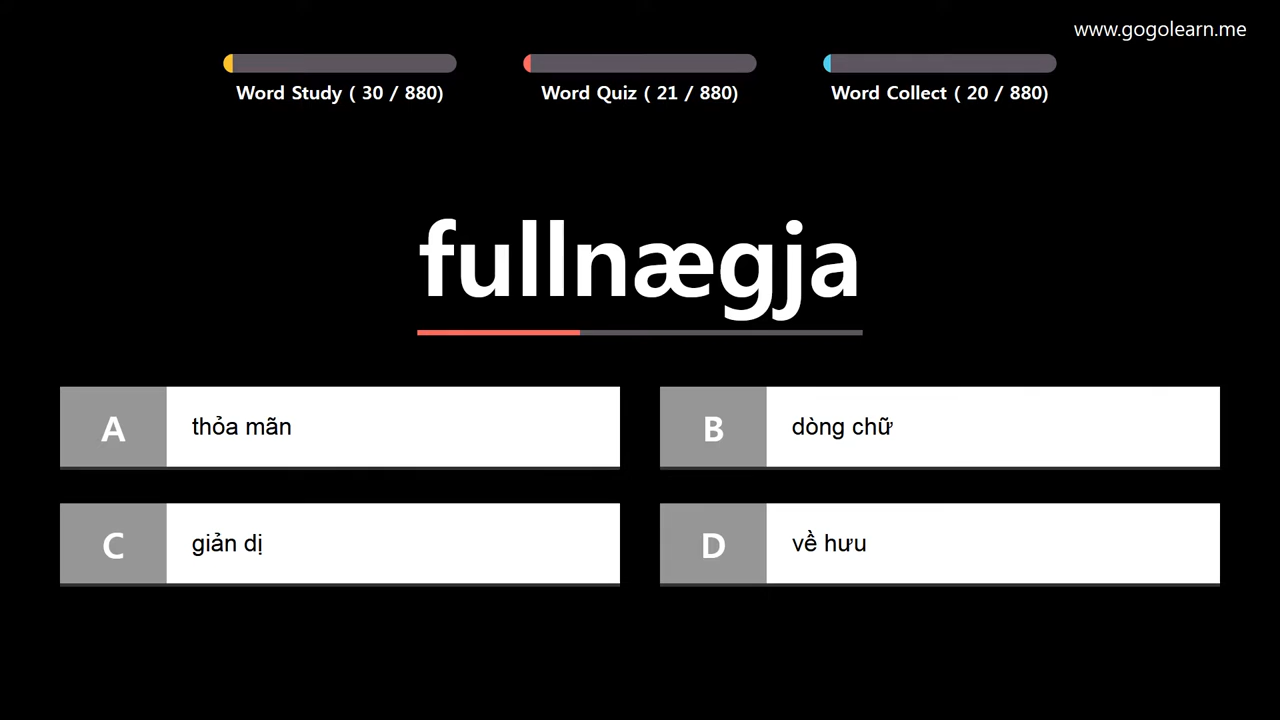 www.gogolearn.me
Word Study ( 30 / 880)
Word Quiz ( 21 / 880)
Word Collect ( 20 / 880)
fullnægja
A thỏa mãn
B dòng chữ
C giản dị
D về hưu